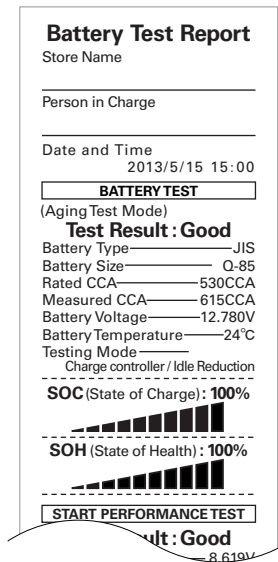 Battery Test Report
Store Name
Person in Charge
Date and Time
2013/5/15 15:00
BATTERY TEST
(Aging Test Mode)
Test Result : Good
Battery Type JIS
Battery Size Q-85
Rated CCA 530CCA
Measured CCA 615CCA
Battery Voltage 12.780V
Battery Temperature 24°C
Testing Mode
Charge controller / Idle Reduction
SOC (State of Charge) : 100%
SOH (State of Health) : 100%
START PERFORMANCE TEST
ult : Good
8.619V